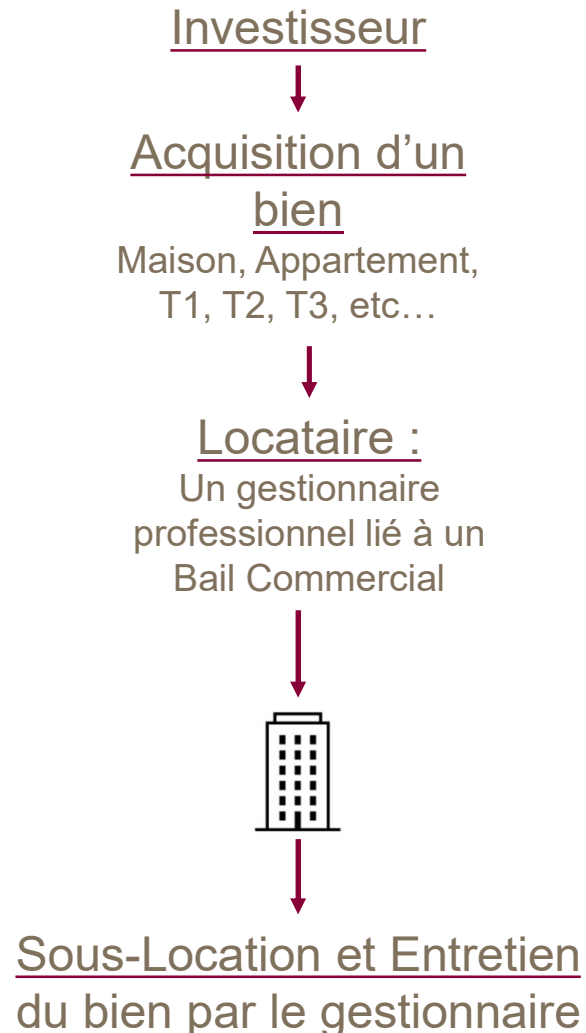 Investisseur
Acquisition d’un
bien
Maison, Appartement,
T1, T2, T3, etc…
Locataire :
Un gestionnaire
professionnel lié à un
Bail Commercial
Sous-Location et Entretien
du bien par le gestionnaire